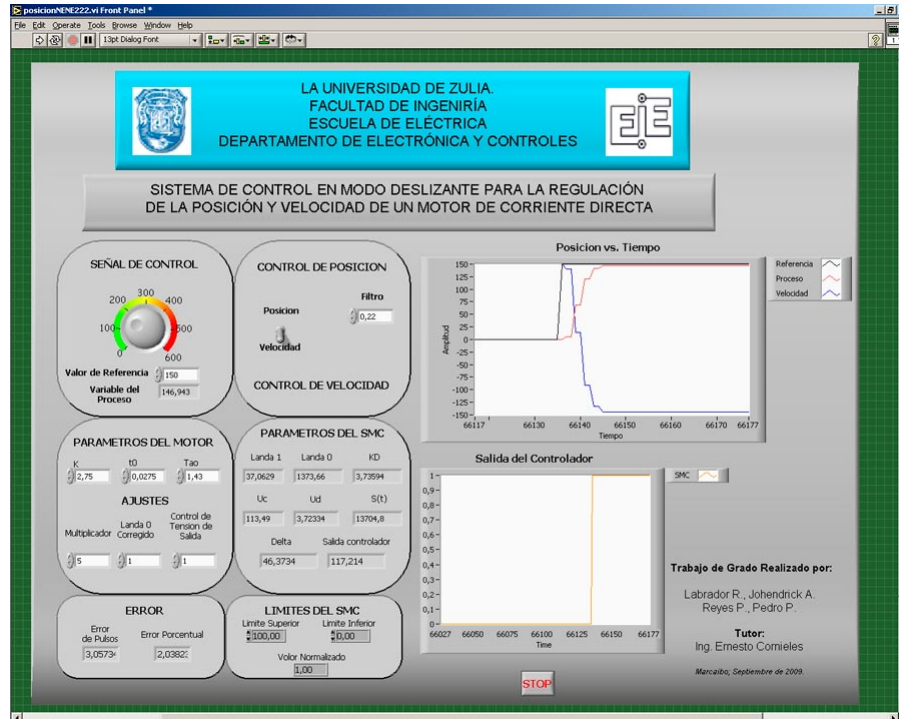 posicionNENE222.vi Front Panel *
File Edit Operate Tools Browse Window Help
13pt Dialog Font
LA UNIVERSIDAD DE ZULIA.
FACULTAD DE INGENIRÍA
ESCUELA DE ELÉCTRICA
DEPARTAMENTO DE ELECTRÓNICA Y CONTROLES
EIE
SISTEMA DE CONTROL EN MODO DESLIZANTE PARA LA REGULACIÓN
DE LA POSICIÓN Y VELOCIDAD DE UN MOTOR DE CORRIENTE DIRECTA
SEÑAL DE CONTROL
0 100 200 300 400 500 600
Valor de Referencia 150
Variable del
Proceso
146,943
CONTROL DE POSICION
Filtro
Posicion
0,22
Velocidad
CONTROL DE VELOCIDAD
PARAMETROS DEL MOTOR
K t0 Tao
2,75 0,0275 1,43
AJUSTES
Multiplicador
Landa 0
Corregido
Control de
Tension de
Salida
5 1 1
PARAMETROS DEL SMC
Landa 1 Landa 0 KD
37,0629 1373,66 3,73594
Uc Ud S(t)
113,49 3,72334 13704,8
Delta Salida controlador
46,3734 117,214
ERROR
Error
de Pulsos
Error Porcentual
3,0573 2,0382
LIMITES DEL SMC
Limite Superior Limite Inferior
100,00 0,00
Volor Normalizado
1,00
Posicion vs. Tiempo
Amplitud
150
125
100
75
50
25
0
-25
-50
-75
-100
-125
-150
66117 66130 66140 66150 66160 66170 66177
Tiempo
Referencia
Proceso
Velocidad
Salida del Controlador
1
0,9
0,8
0,7
0,6
0,5
0,4
0,3
0,2
0,1
0
66027 66050 66075 66100 66125 66150 66177
Time
SMC
STOP
Trabajo de Grado Realizado por:
Labrador R., Johendrick A.
Reyes P., Pedro P.
Tutor:
Ing. Ernesto Cornieles
Marcaibo; Septiembre de 2009.